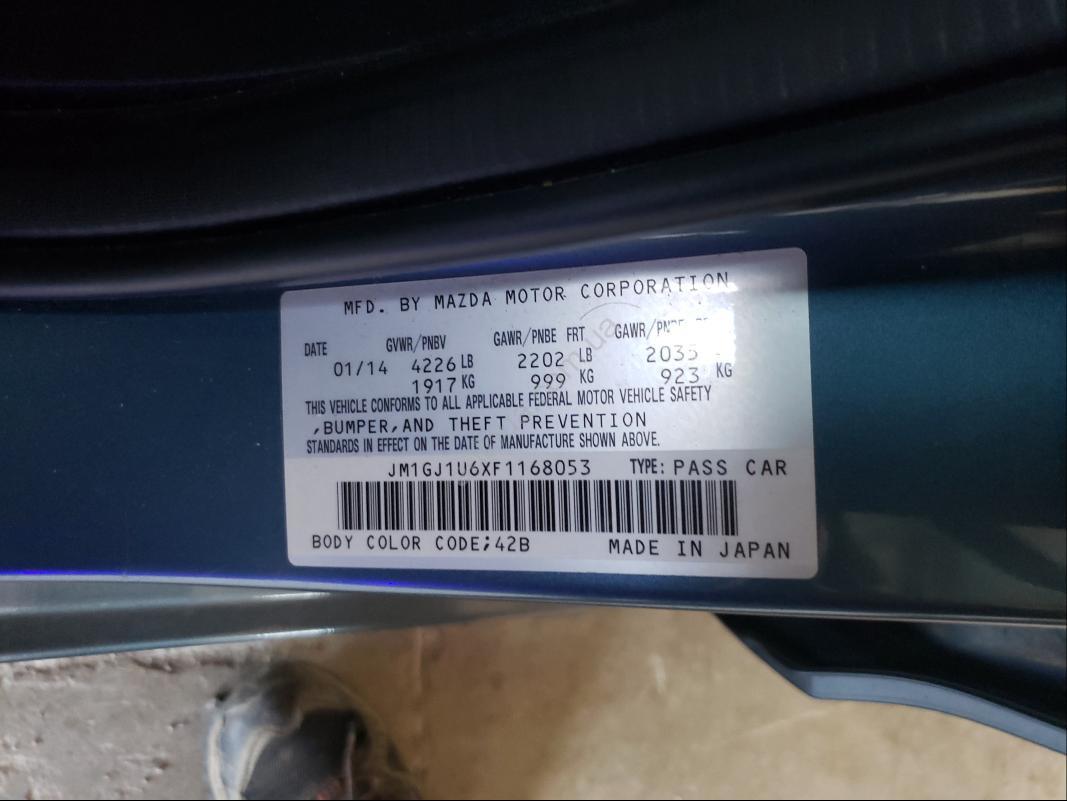 MFD. BY MAZDA MOTOR CORPORATION
DATE GVWR/PNBV GAWR/PNBE FRT GAWR/PNBE
01/14 4226 LB 2202 LB 2035
1917 KG 999 KG 923 KG
THIS VEHICLE CONFORMS TO ALL APPLICABLE FEDERAL MOTOR VEHICLE SAFETY
,BUMPER,AND THEFT PREVENTION
STANDARDS IN EFFECT ON THE DATE OF MANUFACTURE SHOWN ABOVE.
JM1GJ1U6XF1168053 TYPE: PASS CAR
BODY COLOR CODE;42B MADE IN JAPAN